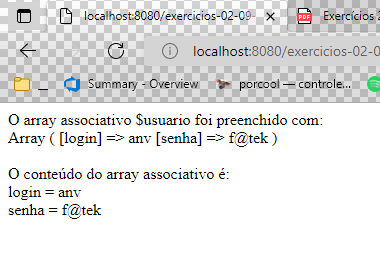 localhost:8080/exercicios-02-09-
PDF
Exercícios 2
localhost:8080/exercicios-02-0
_
Summary - Overview
porcool — controle...
O array associativo $usuario foi preenchido com:
Array ( [login] => anv [senha] => f@tek )
O conteúdo do array associativo é:
login = anv
senha = f@tek